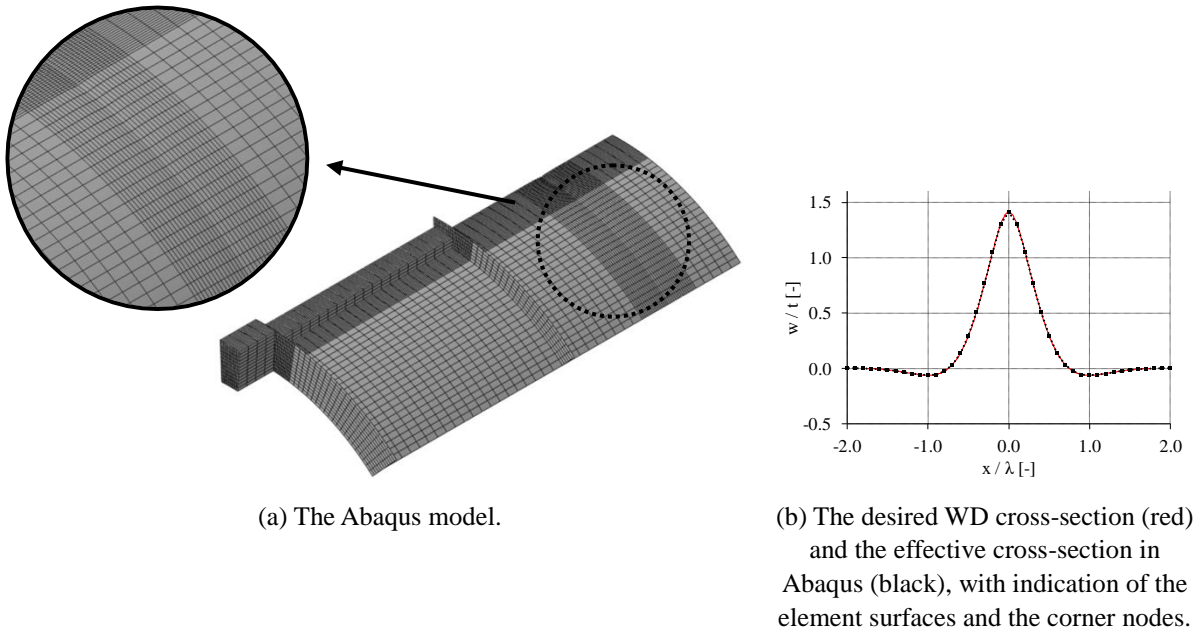 1.5
1.0
0.5
0.0
-0.5
w / t [-]
-2.0 -1.0 0.0 1.0 2.0
x / λ [-]
(a) The Abaqus model.
(b) The desired WD cross-section (red)
and the effective cross-section in
Abaqus (black), with indication of the
element surfaces and the corner nodes.